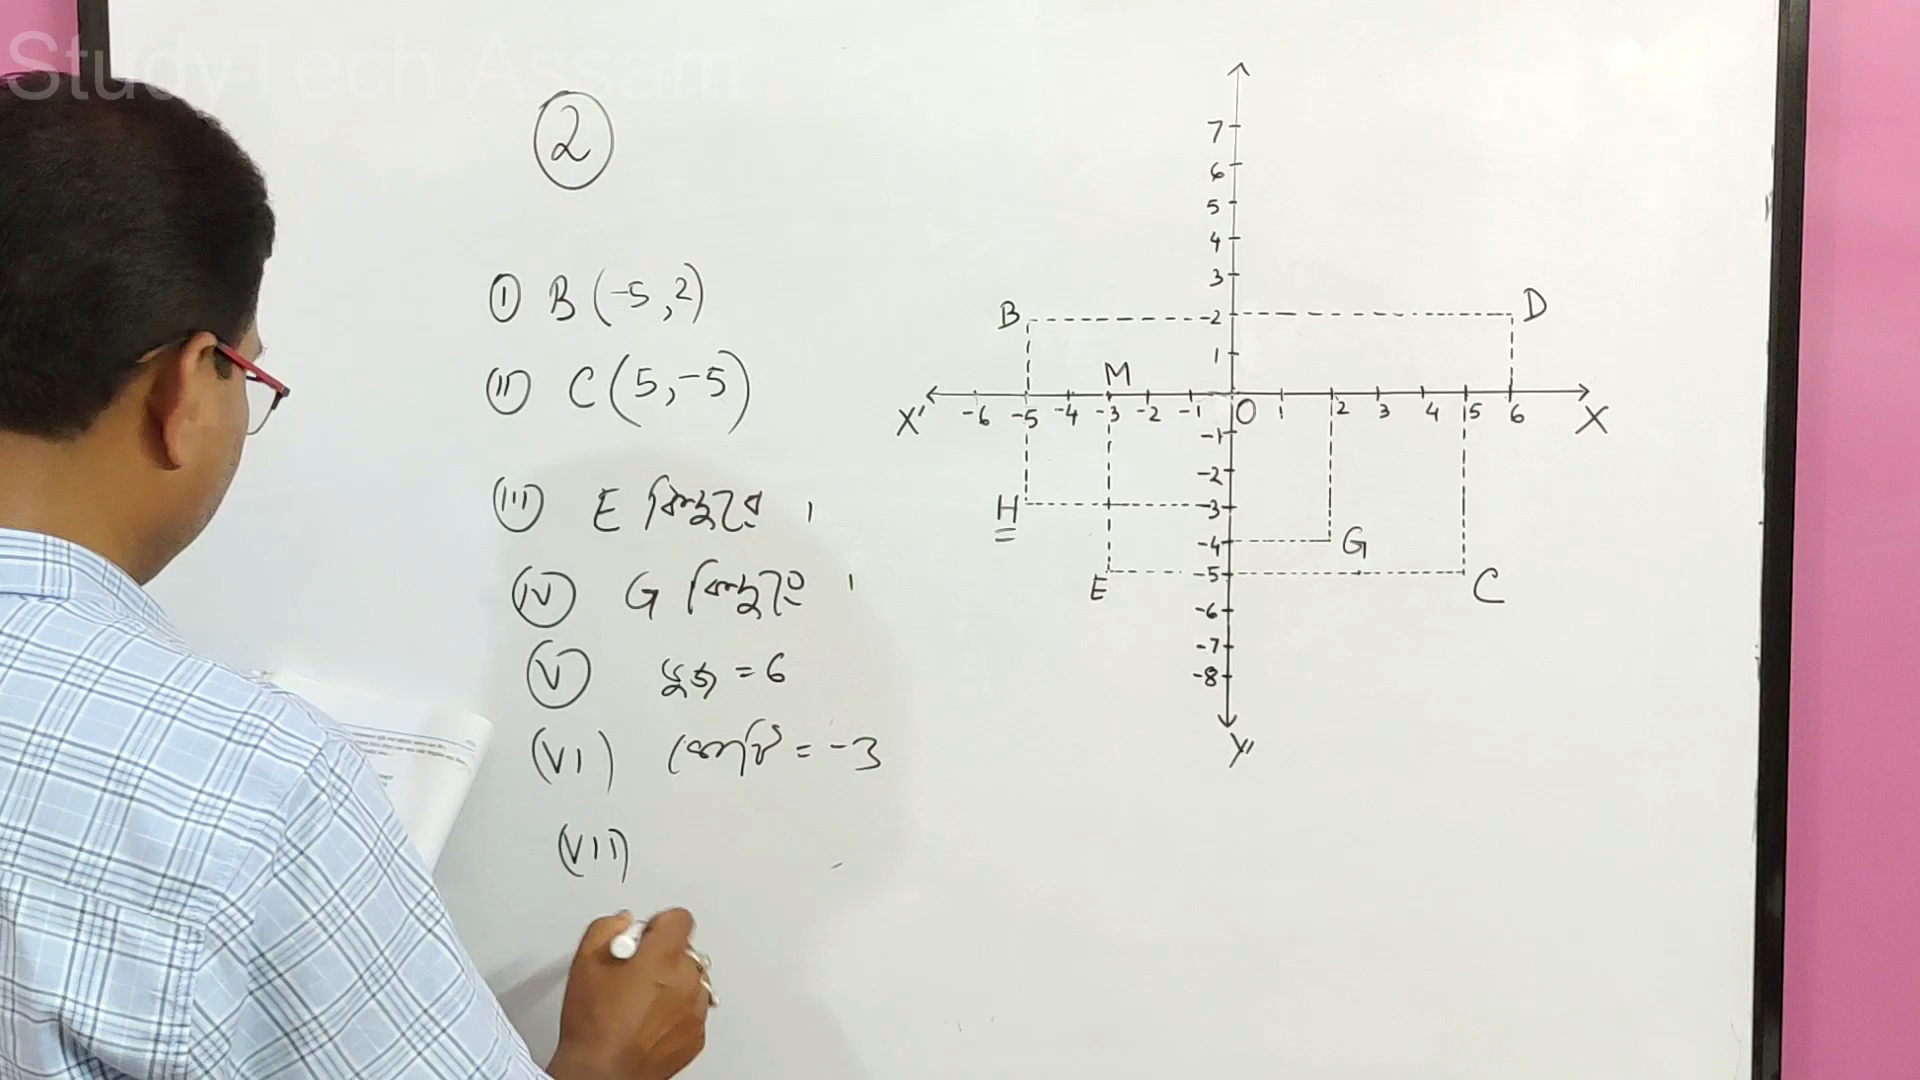 StudyTech Assam
2
(i) B (-5,2)
(ii) C (5,-5)
(iii) E বিন্দুৱে ।
(iv) G বিন্দুৱে ।
(v) ভূজ = 6
(vi) কোটি = -3
(vii)
7
6
5
4
3
B -2 D
1
M
X' -6 -5 -4 -3 -2 -1 O 1 2 3 4 5 6 X
-1
-2
H -3
-4 G
E -5 C
-6
-7
-8
Y'